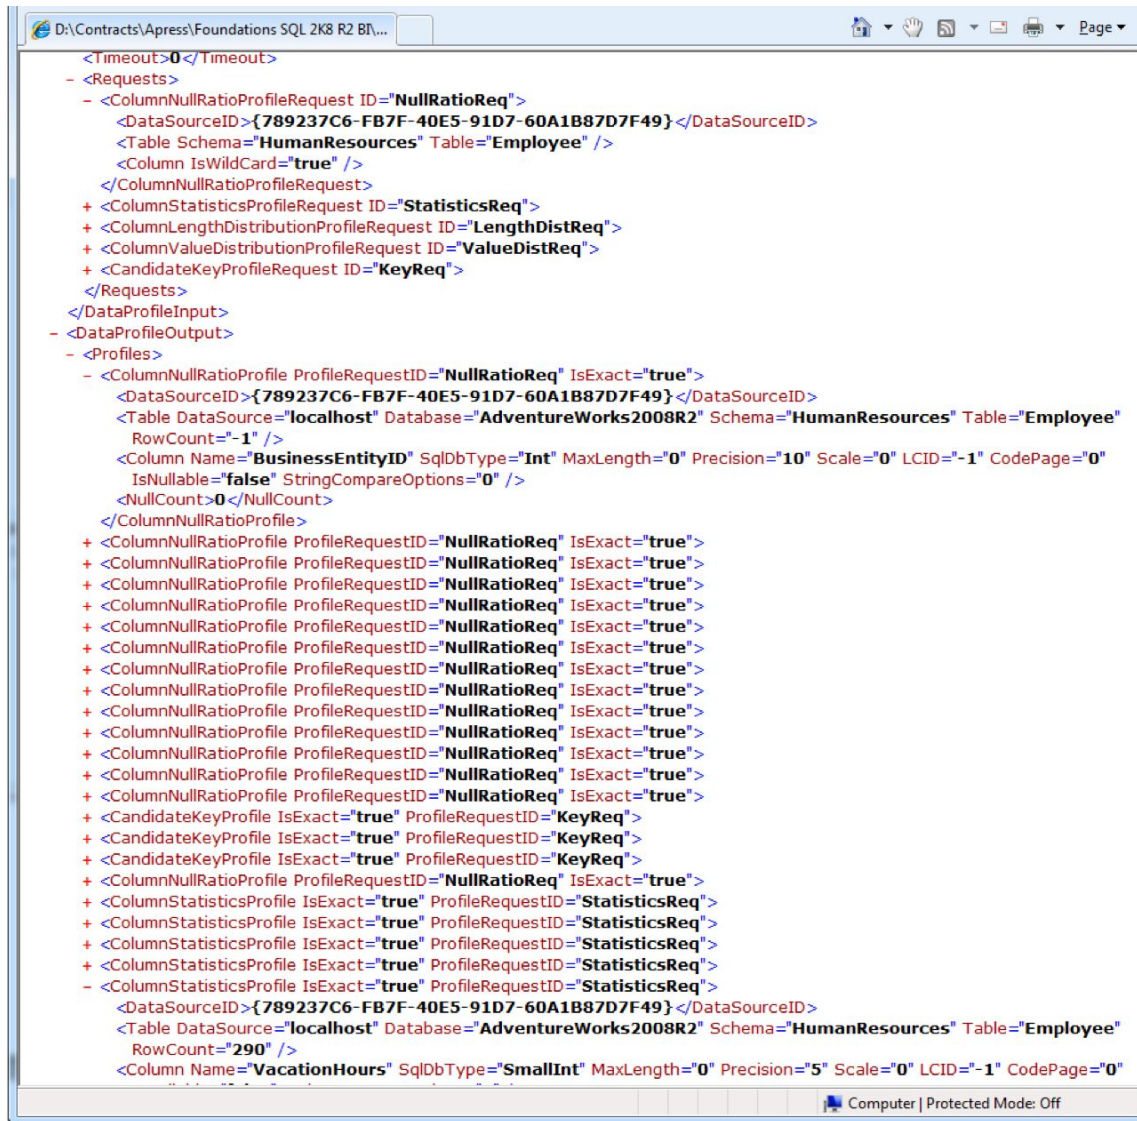 D:\Contracts\Apress\Foundations SQL 2K8 R2 BI\... Page
<Timeout>0</Timeout>
- <Requests>
- <ColumnNullRatioProfileRequest ID="NullRatioReq">
<DataSourceID>{789237C6-FB7F-40E5-91D7-60A1B87D7F49}</DataSourceID>
<Table Schema="HumanResources" Table="Employee" />
<Column IsWildCard="true" />
</ColumnNullRatioProfileRequest>
+ <ColumnStatisticsProfileRequest ID="StatisticsReq">
+ <ColumnLengthDistributionProfileRequest ID="LengthDistReq">
+ <ColumnValueDistributionProfileRequest ID="ValueDistReq">
+ <CandidateKeyProfileRequest ID="KeyReq">
</Requests>
</DataProfileInput>
- <DataProfileOutput>
- <Profiles>
- <ColumnNullRatioProfile ProfileRequestID="NullRatioReq" IsExact="true">
<DataSourceID>{789237C6-FB7F-40E5-91D7-60A1B87D7F49}</DataSourceID>
<Table DataSource="localhost" Database="AdventureWorks2008R2" Schema="HumanResources" Table="Employee"
RowCount="-1" />
<Column Name="BusinessEntityID" SqlDbType="Int" MaxLength="0" Precision="10" Scale="0" LCID="-1" CodePage="0"
IsNullable="false" StringCompareOptions="0" />
<NullCount>0</NullCount>
</ColumnNullRatioProfile>
+ <ColumnNullRatioProfile ProfileRequestID="NullRatioReq" IsExact="true">
+ <ColumnNullRatioProfile ProfileRequestID="NullRatioReq" IsExact="true">
+ <ColumnNullRatioProfile ProfileRequestID="NullRatioReq" IsExact="true">
+ <ColumnNullRatioProfile ProfileRequestID="NullRatioReq" IsExact="true">
+ <ColumnNullRatioProfile ProfileRequestID="NullRatioReq" IsExact="true">
+ <ColumnNullRatioProfile ProfileRequestID="NullRatioReq" IsExact="true">
+ <ColumnNullRatioProfile ProfileRequestID="NullRatioReq" IsExact="true">
+ <ColumnNullRatioProfile ProfileRequestID="NullRatioReq" IsExact="true">
+ <ColumnNullRatioProfile ProfileRequestID="NullRatioReq" IsExact="true">
+ <ColumnNullRatioProfile ProfileRequestID="NullRatioReq" IsExact="true">
+ <ColumnNullRatioProfile ProfileRequestID="NullRatioReq" IsExact="true">
+ <ColumnNullRatioProfile ProfileRequestID="NullRatioReq" IsExact="true">
+ <ColumnNullRatioProfile ProfileRequestID="NullRatioReq" IsExact="true">
+ <CandidateKeyProfile IsExact="true" ProfileRequestID="KeyReq">
+ <CandidateKeyProfile IsExact="true" ProfileRequestID="KeyReq">
+ <CandidateKeyProfile IsExact="true" ProfileRequestID="KeyReq">
+ <ColumnNullRatioProfile ProfileRequestID="NullRatioReq" IsExact="true">
+ <ColumnStatisticsProfile IsExact="true" ProfileRequestID="StatisticsReq">
+ <ColumnStatisticsProfile IsExact="true" ProfileRequestID="StatisticsReq">
+ <ColumnStatisticsProfile IsExact="true" ProfileRequestID="StatisticsReq">
+ <ColumnStatisticsProfile IsExact="true" ProfileRequestID="StatisticsReq">
- <ColumnStatisticsProfile IsExact="true" ProfileRequestID="StatisticsReq">
<DataSourceID>{789237C6-FB7F-40E5-91D7-60A1B87D7F49}</DataSourceID>
<Table DataSource="localhost" Database="AdventureWorks2008R2" Schema="HumanResources" Table="Employee"
RowCount="290" />
<Column Name="VacationHours" SqlDbType="SmallInt" MaxLength="0" Precision="5" Scale="0" LCID="-1" CodePage="0"
Computer | Protected Mode: Off